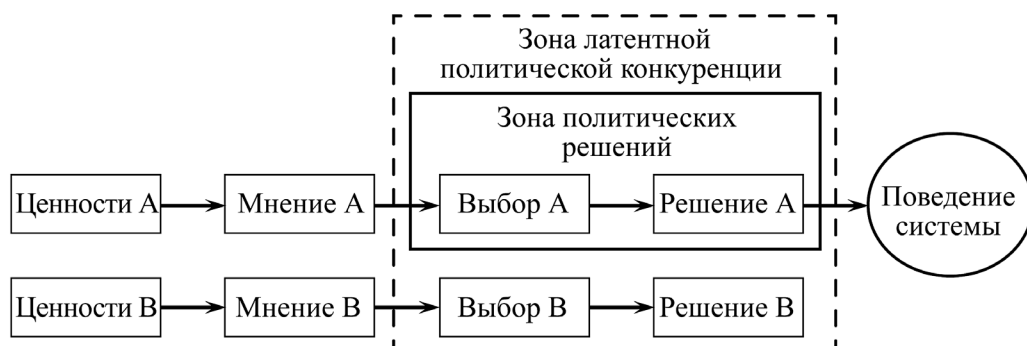 Зона латентной
политической конкуренции
Зона политических
решений
Ценности А
Мнение А
Выбор А
Решение А
Поведение
системы
Ценности В
Мнение В
Выбор В
Решение В